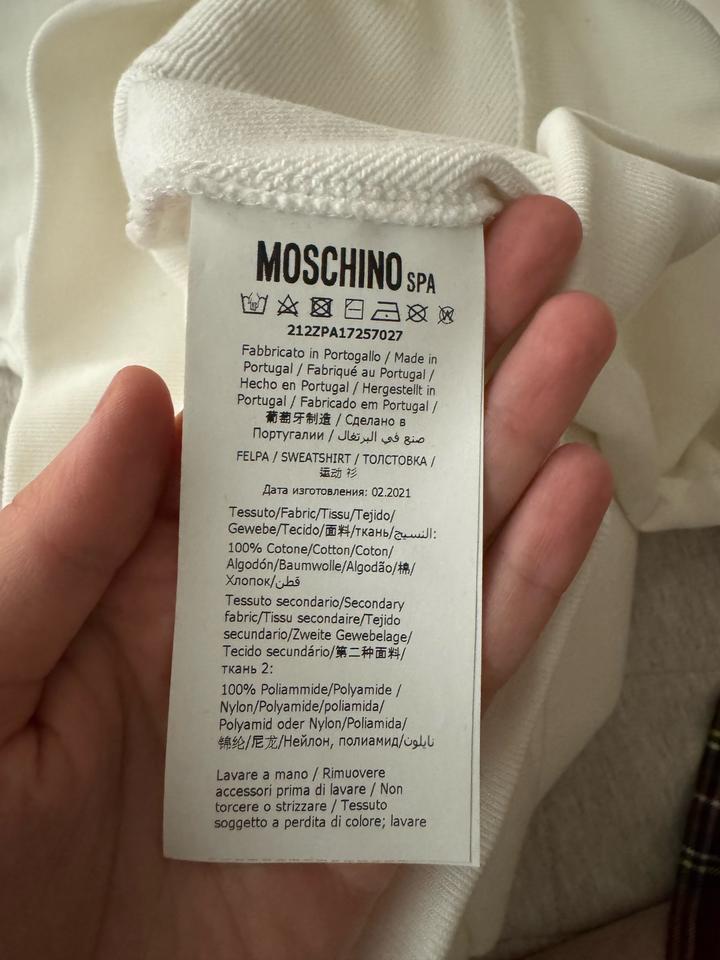 MOSCHINO SPA
212ZPA17257027
Fabbricato in Portogallo / Made in
Portugal / Fabriqué au Portugal /
Hecho en Portugal / Hergestellt in
Portugal / Fabricado em Portugal /
葡萄牙制造 / Сделано в
Португалии / صنع في البرتغال
FELPA / SWEATSHIRT / ТОЛСТОВКА /
运动 衫
Дата изготовления: 02.2021
Tessuto/Fabric/Tissu/Tejido/
Gewebe/Tecido/面料/ткань/النسيج:
100% Cotone/Cotton/Coton/
Algodón/Baumwolle/Algodão/棉/
Хлопок/قطن
Tessuto secondario/Secondary
fabric/Tissu secondaire/Tejido
secundario/Zweite Gewebelage/
Tecido secundário/第二种面料/
ткань 2:
100% Poliammide/Polyamide /
Nylon/Polyamide/poliamida/
Polyamid oder Nylon/Poliamida/
锦纶/尼龙/Нейлон, полиамид/نايلون
Lavare a mano / Rimuovere
accessori prima di lavare / Non
torcere o strizzare / Tessuto
soggetto a perdita di colore; lavare